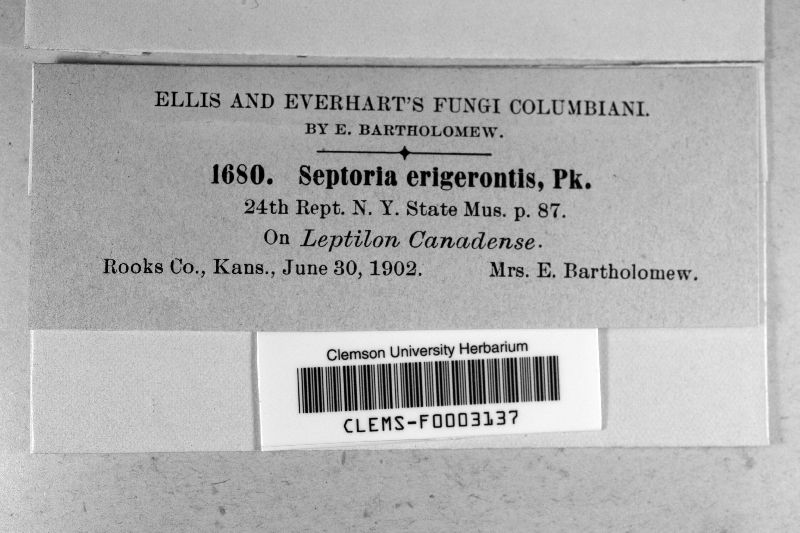 ELLIS AND EVERHART'S FUNGI COLUMBIANI.
BY E. BARTHOLOMEW.
1680. Septoria erigerontis, Pk.
24th Rept. N. Y. State Mus. p. 87.
On Leptilon Canadense.
Rooks Co., Kans., June 30, 1902. Mrs. E. Bartholomew.
Clemson University Herbarium
CLEMS-F0003137